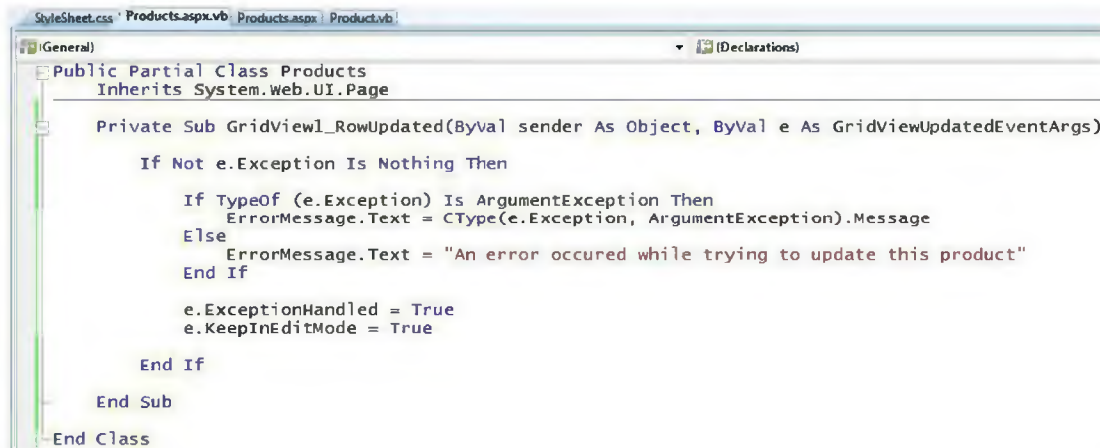 StyleSheet.css * Products.aspx.vb Products.aspx Product.vb
(General) (Declarations)
Public Partial Class Products
Inherits System.Web.UI.Page
Private Sub GridView1_RowUpdated(ByVal sender As Object, ByVal e As GridViewUpdatedEventArgs)
If Not e.Exception Is Nothing Then
If TypeOf (e.Exception) Is ArgumentException Then
ErrorMessage.Text = CType(e.Exception, ArgumentException).Message
Else
ErrorMessage.Text = "An error occured while trying to update this product"
End If
e.ExceptionHandled = True
e.KeepInEditMode = True
End If
End Sub
End Class